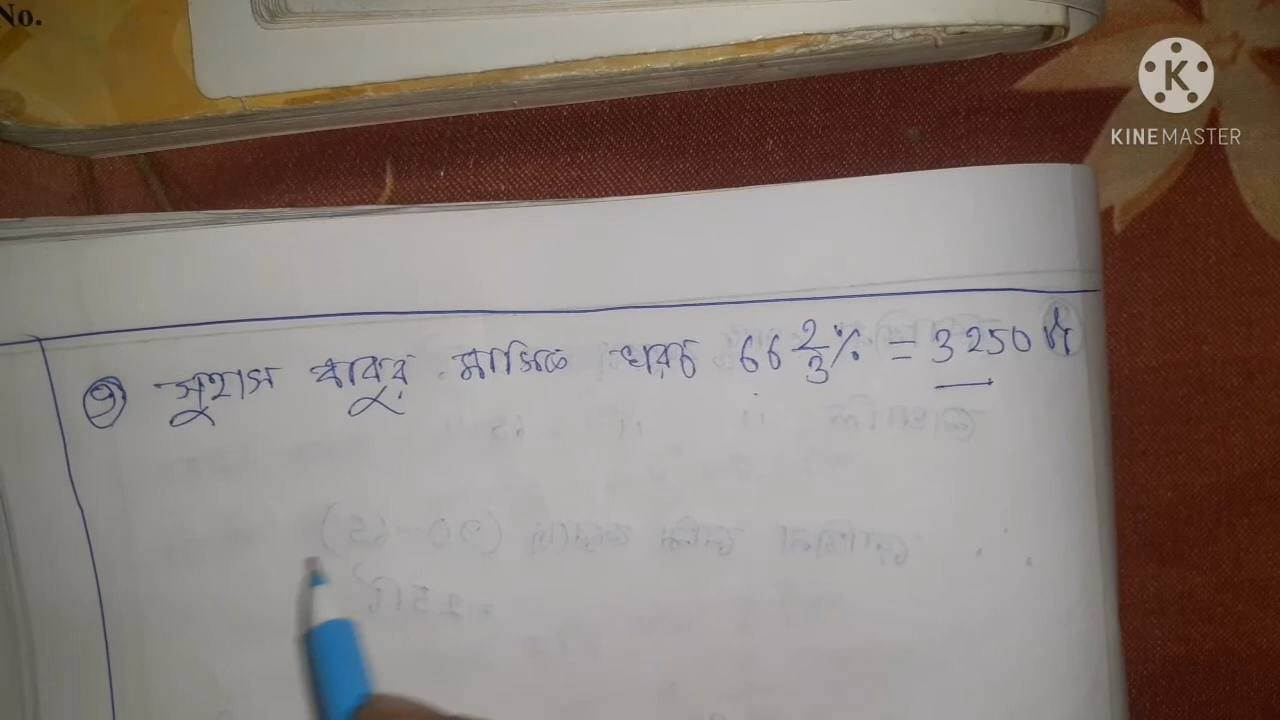 No.
KINEMASTER
৩ সুহাস বাবুর মাসিক খরচ 66 2/3 % = 3250 টা